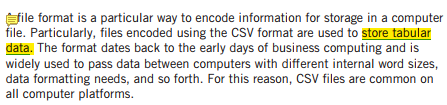 file format is a particular way to encode information for storage in a computer
file. Particularly, files encoded using the CSV format are used to store tabular
data. The format dates back to the early days of business computing and is
widely used to pass data between computers with different internal word sizes,
data formatting needs, and so forth. For this reason, CSV files are common on
all computer platforms.